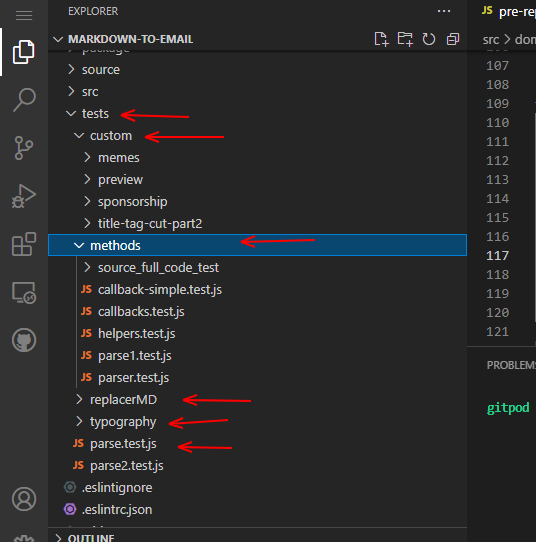 EXPLORER
MARKDOWN-TO-EMAIL
package
source
src
tests
custom
memes
preview
sponsorship
title-tag-cut-part2
methods
source_full_code_test
JS callback-simple.test.js
JS callbacks.test.js
JS helpers.test.js
JS parse1.test.js
JS parser.test.js
replacerMD
typography
JS parse.test.js
JS parse2.test.js
.eslintignore
.eslintrc.json
OUTLINE
JS pre-rep
src > dom
107
108
109
110
111
112
113
114
115
116
117
118
119
120
121
PROBLEMS
gitpod